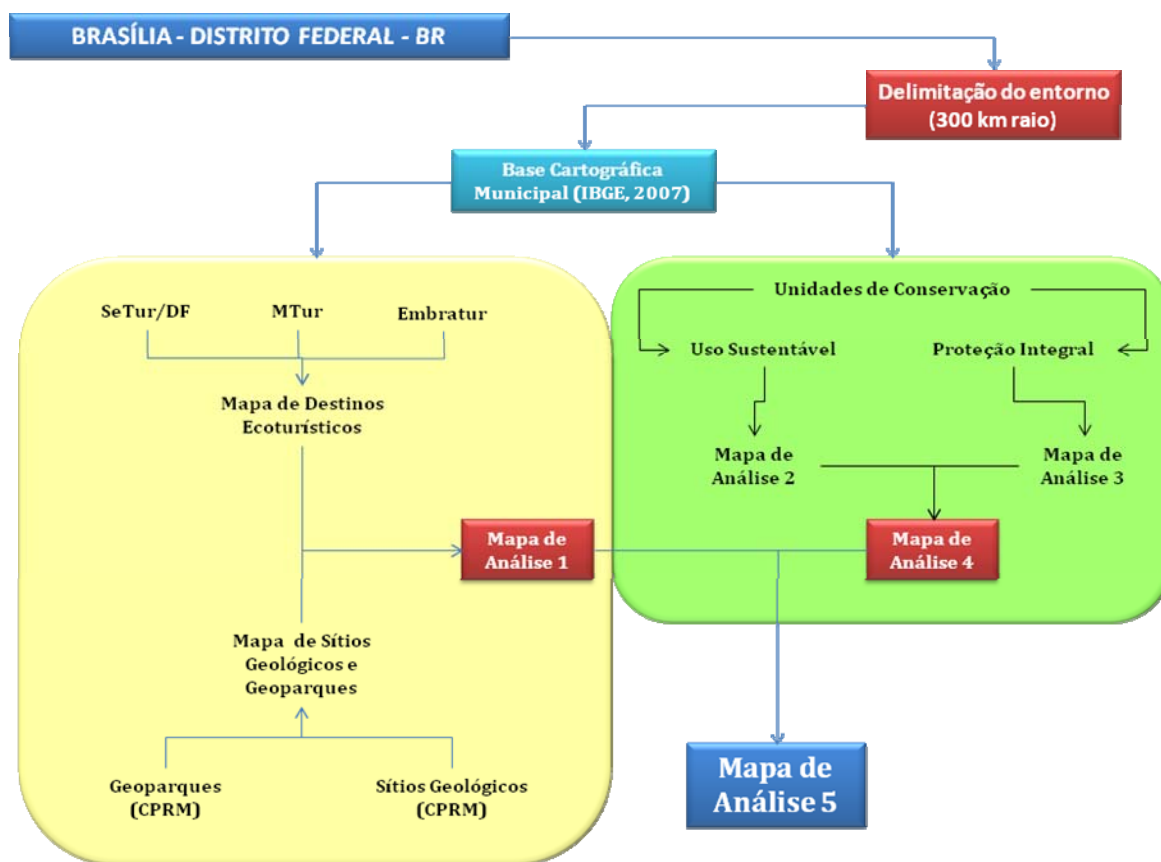 BRASÍLIA - DISTRITO FEDERAL - BR
Delimitação do entorno
(300 km raio)
Base Cartográfica
Municipal (IBGE, 2007)
SeTur/DF
MTur
Embratur
Mapa de Destinos
Ecoturísticos
Mapa de
Análise 1
Mapa de Sítios
Geológicos e
Geoparques
Geoparques
(CPRM)
Sítios Geológicos
(CPRM)
Unidades de Conservação
Uso Sustentável
Proteção Integral
Mapa de
Análise 2
Mapa de
Análise 3
Mapa de
Análise 4
Mapa de
Análise 5